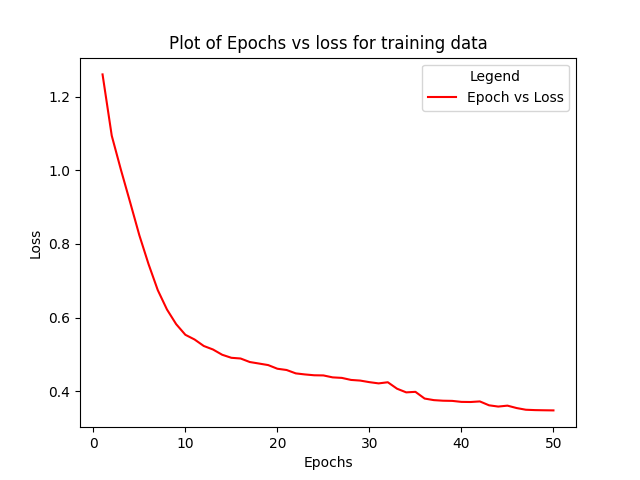 Plot of Epochs vs loss for training data
Legend
Epoch vs Loss
1.2
1.0
0.8
0.6
0.4
Loss
0 10 20 30 40 50
Epochs